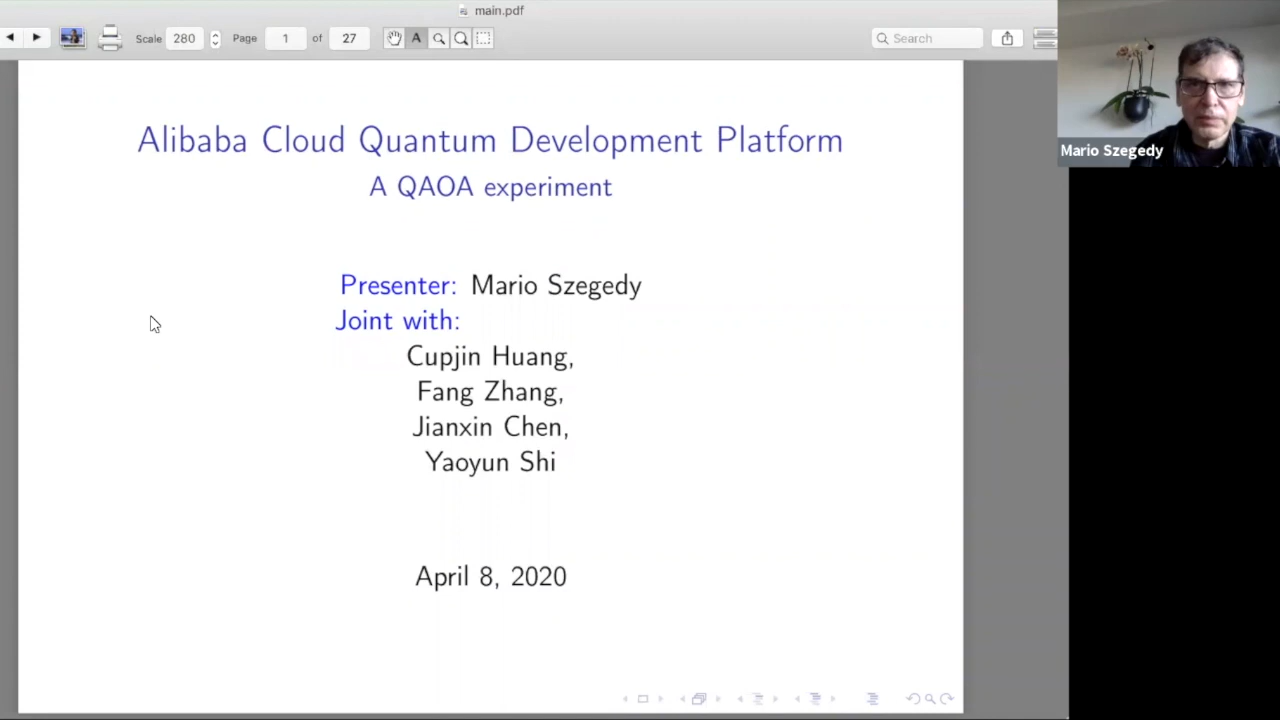 main.pdf
Scale 280 Page 1 of 27 A Search
Alibaba Cloud Quantum Development Platform
A QAOA experiment
Presenter: Mario Szegedy
Joint with:
Cupjin Huang,
Fang Zhang,
Jianxin Chen,
Yaoyun Shi
April 8, 2020
Mario Szegedy